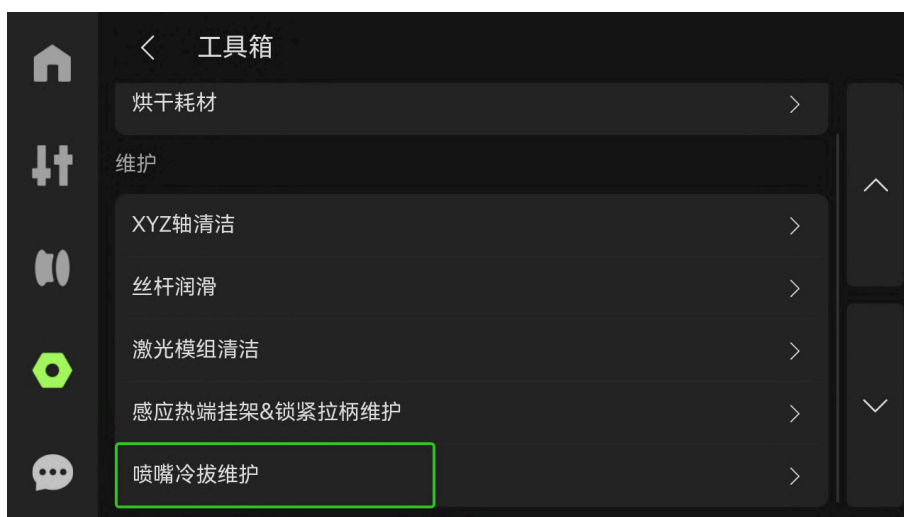 工具箱
烘干耗材
维护
XYZ轴清洁
丝杆润滑
激光模组清洁
感应热端挂架&锁紧拉柄维护
喷嘴冷拔维护